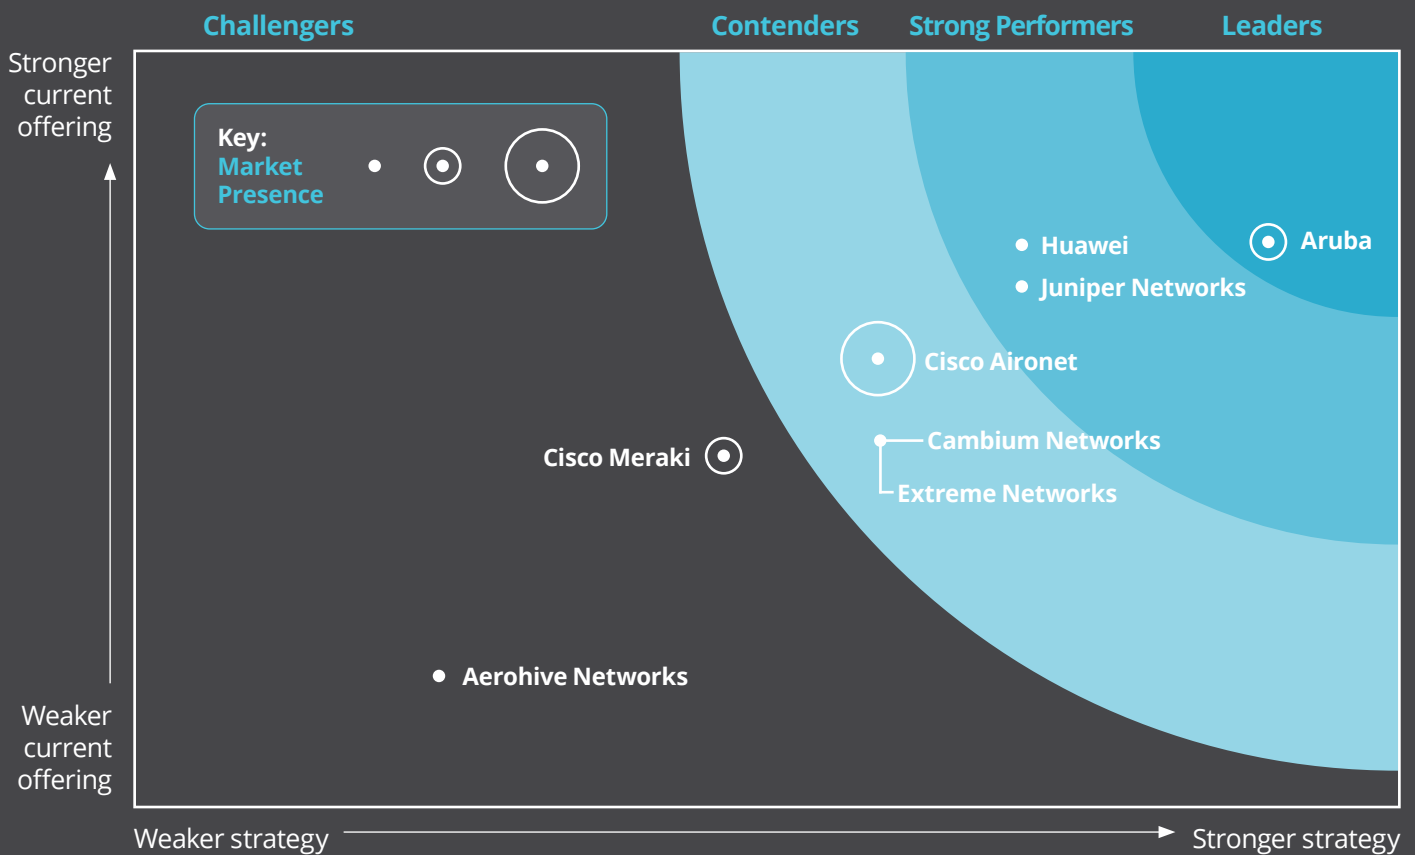 Challengers
Contenders
Strong Performers
Leaders
Stronger
current
offering
Key:
Market
Presence
Huawei
Aruba
Juniper Networks
Cisco Aironet
Cambium Networks
Cisco Meraki
Extreme Networks
Aerohive Networks
Weaker
current
offering
Weaker strategy
Stronger strategy